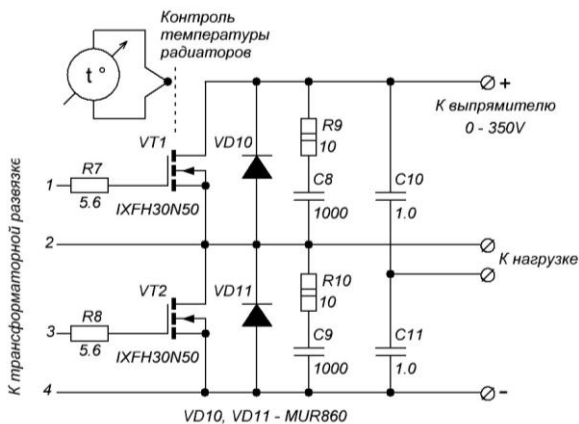 Контроль
температуры
радиаторов
t°
+
К выпрямителю
0 - 350V
R9
10
VT1
VD10
R7
C8
C10
1
5.6
IXFH30N50
1000
1.0
2
К нагрузке
R10
10
VT2
VD11
R8
C9
C11
3
5.6
IXFH30N50
1000
1.0
4
-
К трансформаторной развязке
VD10, VD11 - MUR860